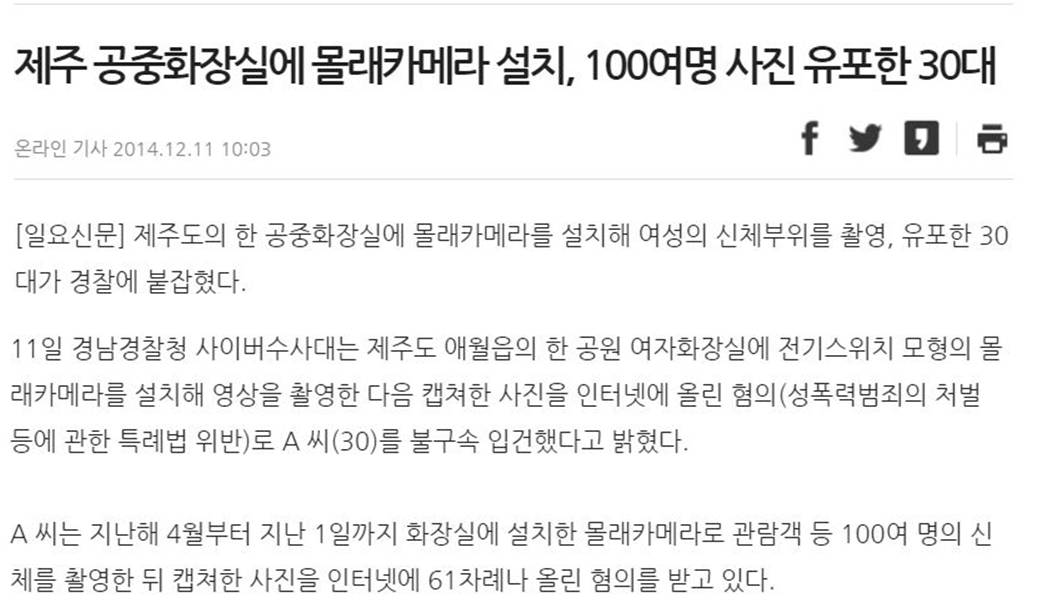 제주 공중화장실에 몰래카메라 설치, 100여명 사진 유포한 30대
온라인 기사 2014.12.11 10:03
[일요신문] 제주도의 한 공중화장실에 몰래카메라를 설치해 여성의 신체부위를 촬영, 유포한 30
대가 경찰에 붙잡혔다.
11일 경남경찰청 사이버수사대는 제주도 애월읍의 한 공원 여자화장실에 전기스위치 모형의 몰
래카메라를 설치해 영상을 촬영한 다음 캡쳐한 사진을 인터넷에 올린 혐의(성폭력범죄의 처벌
등에 관한 특례법 위반)로 A 씨(30)를 불구속 입건했다고 밝혔다.
A 씨는 지난해 4월부터 지난 1일까지 화장실에 설치한 몰래카메라로 관람객 등 100여 명의 신
체를 촬영한 뒤 캡쳐한 사진을 인터넷에 61차례나 올린 혐의를 받고 있다.